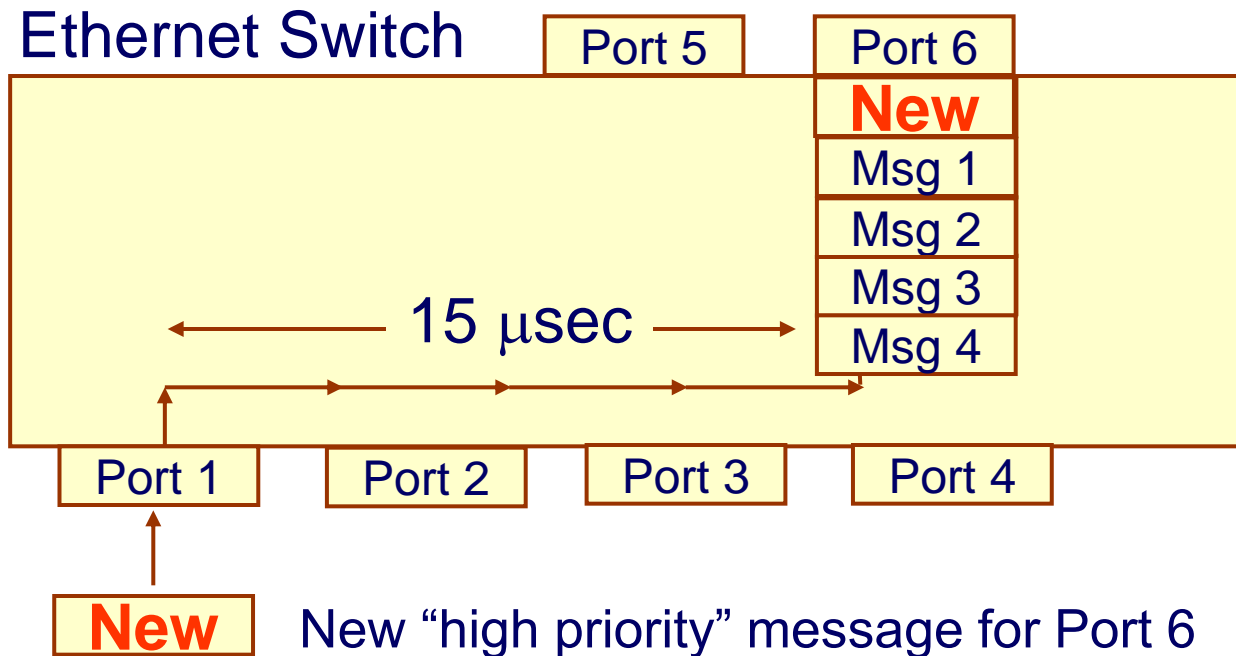 Ethernet Switch
Port 5
Port 6
New
Msg 1
Msg 2
Msg 3
Msg 4
15 μsec
Port 1
Port 2
Port 3
Port 4
New
New “high priority” message for Port 6